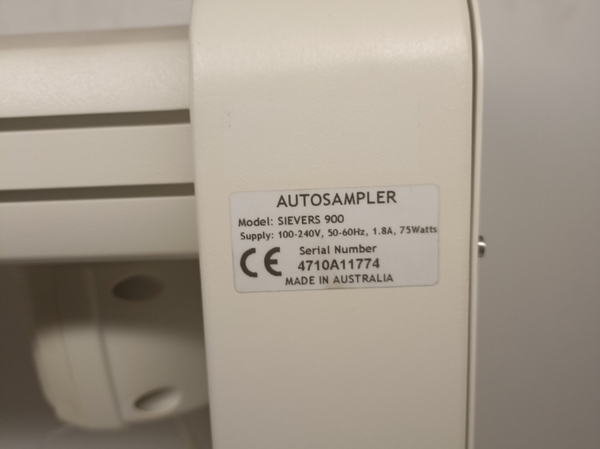 AUTOSAMPLER
Model: SIEVERS 900
Supply: 100-240V, 50-60Hz, 1.8A, 75Watts
CE
Serial Number
4710A11774
MADE IN AUSTRALIA